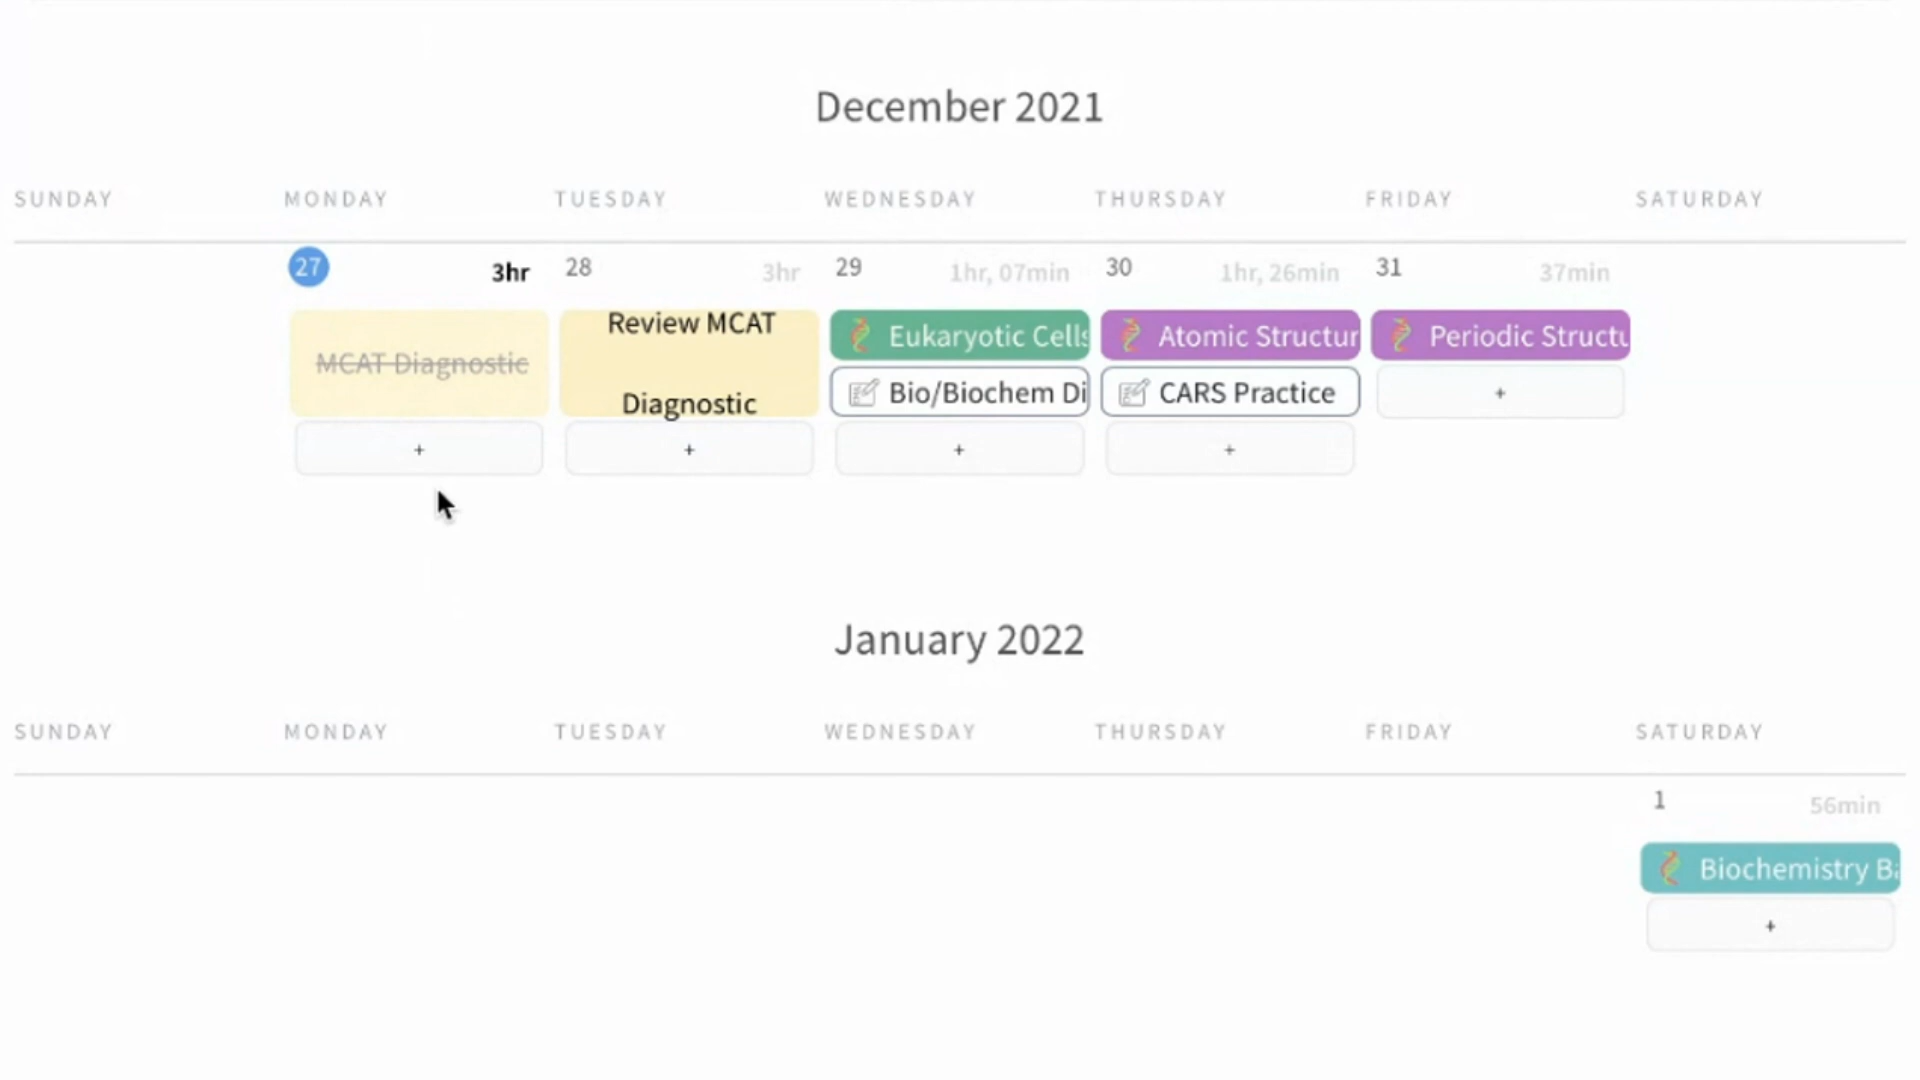 December 2021
SUNDAY MONDAY TUESDAY WEDNESDAY THURSDAY FRIDAY SATURDAY
27 3hr 28 3hr 29 1hr, 07min 30 1hr, 26min 31 37min
MCAT Diagnostic Review MCAT Diagnostic Eukaryotic Cells Atomic Structur Periodic Structu
Bio/Biochem Di CARS Practice +
+ + + +
January 2022
SUNDAY MONDAY TUESDAY WEDNESDAY THURSDAY FRIDAY SATURDAY
1 56min
Biochemistry Ba
+